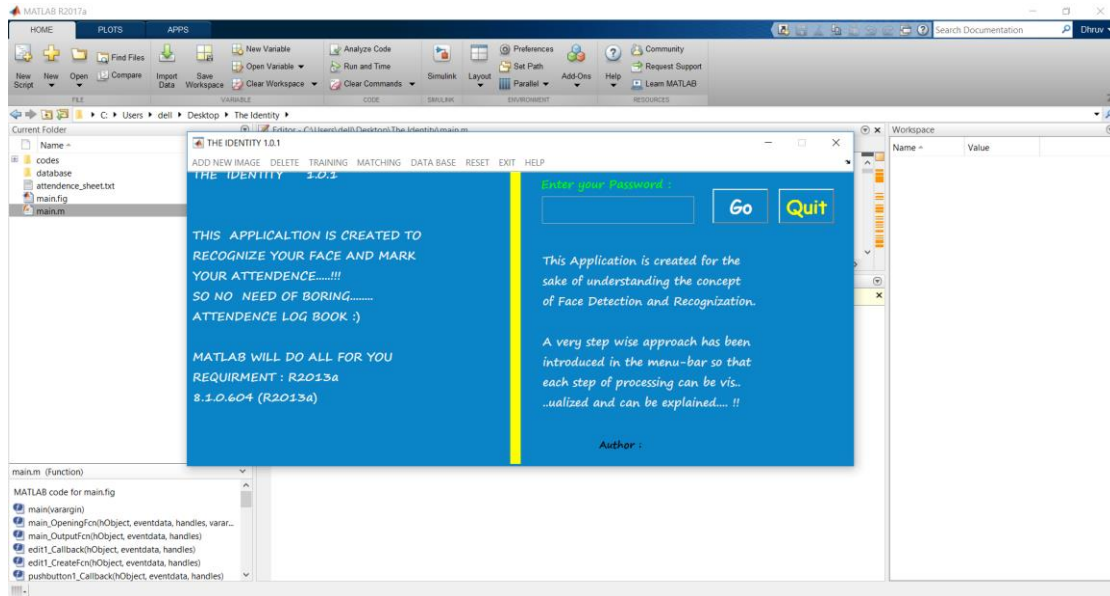 MATLAB R2017a
HOME PLOTS APPS
Search Documentation
Dhruv
New Script
New
Open
Find Files
Compare
Import Data
Save Workspace
New Variable
Open Variable
Clear Workspace
Analyze Code
Run and Time
Clear Commands
Simulink
Layout
Preferences
Set Path
Parallel
Add-Ons
Help
Community
Request Support
Learn MATLAB
FILE VARIABLE CODE SIMULINK ENVIRONMENT RESOURCES
C: Users dell Desktop The Identity
Current Folder
Name
codes
database
attendence_sheet.txt
main.fig
main.m
Editor - C:\Users\dell\Desktop\The Identity\main.m
THE IDENTITY 1.0.1
ADD NEW IMAGE DELETE TRAINING MATCHING DATA BASE RESET EXIT HELP
THE IDENTITY 1.0.1
THIS APPLICALTION IS CREATED TO
RECOGNIZE YOUR FACE AND MARK
YOUR ATTENDENCE.....!!!
SO NO NEED OF BORING........
ATTENDENCE LOG BOOK :)
MATLAB WILL DO ALL FOR YOU
REQUIRMENT : R2013a
8.1.0.604 (R2013a)
Enter your Password :
Go
Quit
This Application is created for the
sake of understanding the concept
of Face Detection and Recognization.
A very step wise approach has been
introduced in the menu-bar so that
each step of processing can be vis..
..ualized and can be explained.... !!
Author :
Workspace
Name Value
main.m (Function)
MATLAB code for main.fig
main(varargin)
main_OpeningFcn(hObject, eventdata, handles, varar...
main_OutputFcn(hObject, eventdata, handles)
edit1_Callback(hObject, eventdata, handles)
edit1_CreateFcn(hObject, eventdata, handles)
pushbutton1_Callback(hObject, eventdata, handles)